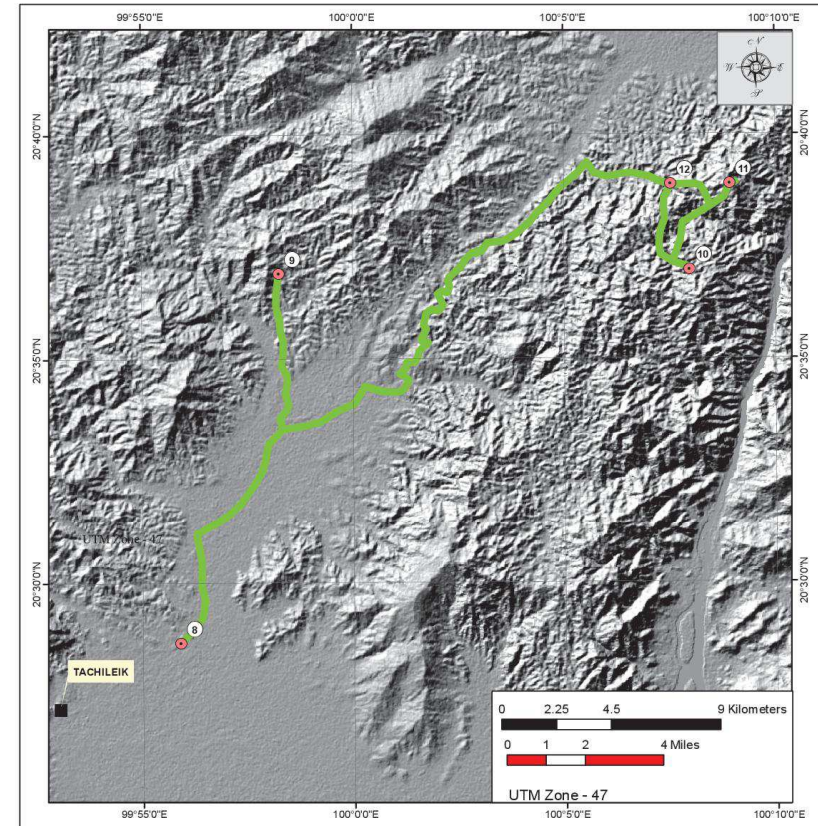 99°55'0"E
100°0'0"E
100°5'0"E
100°10'0"E
N
W E
S
20°40'0"N
20°40'0"N
12
11
10
9
20°35'0"N
20°35'0"N
UTM Zone - 47
20°30'0"N
20°30'0"N
8
TACHILEIK
0 2.25 4.5 9 Kilometers
0 1 2 4 Miles
UTM Zone - 47
99°55'0"E
100°0'0"E
100°5'0"E
100°10'0"E